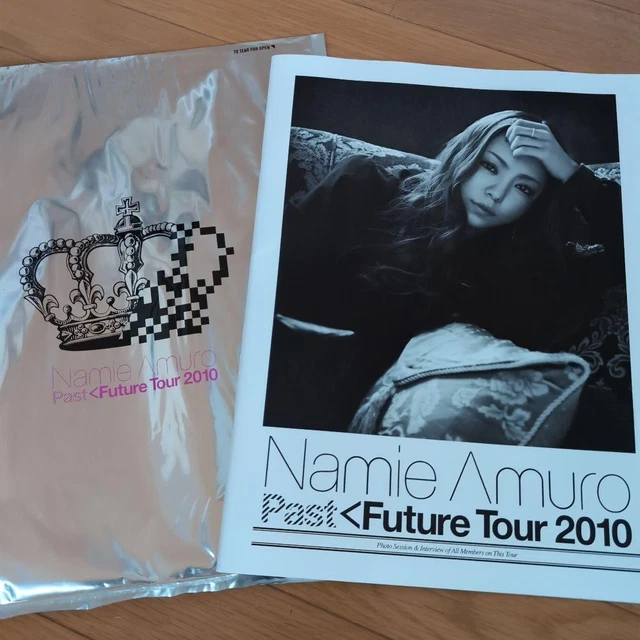 TO TEAR FOR OPEN
Namie Amuro
Past <Future Tour 2010
Namie Amuro
Past <Future Tour 2010
Photo Session & Interview of All Members on This Tour